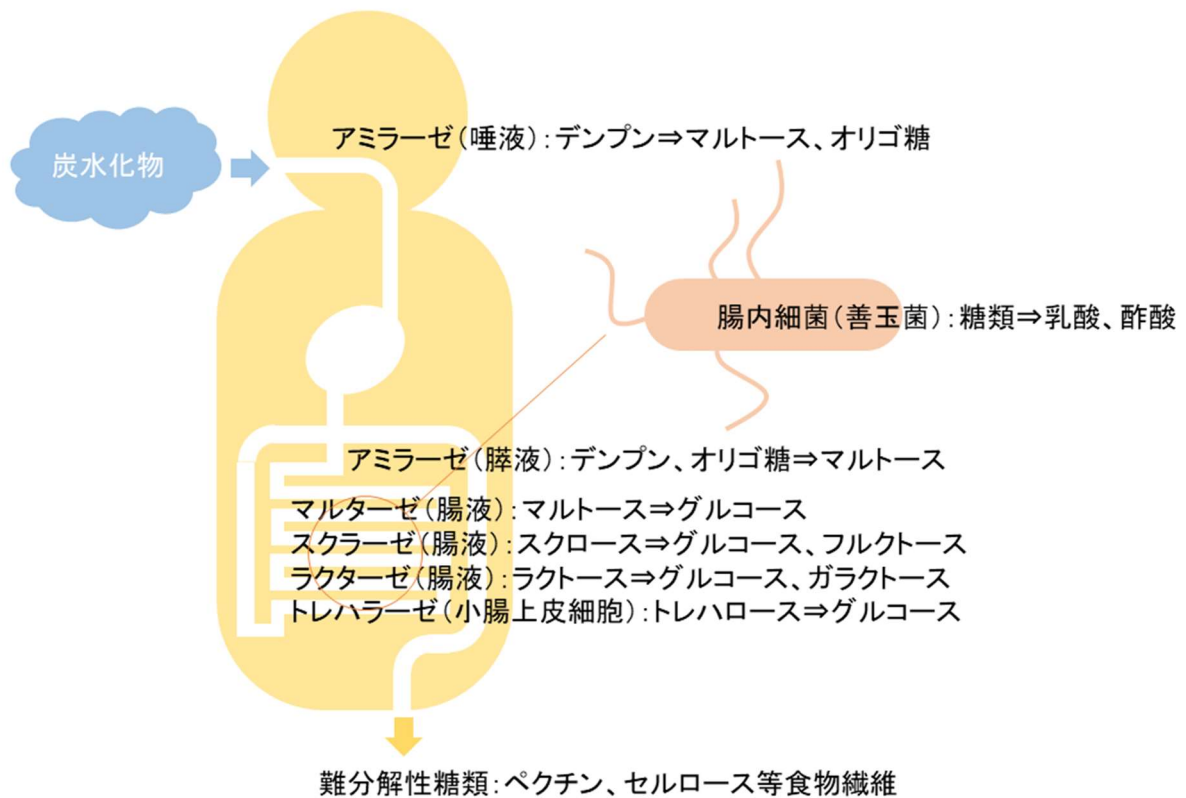 アミラーゼ(唾液):デンプン⇒マルトース、オリゴ糖
炭水化物
腸内細菌(善玉菌):糖類⇒乳酸、酢酸
アミラーゼ(膵液):デンプン、オリゴ糖⇒マルトース
マルターゼ(腸液):マルトース⇒グルコース
スクラーゼ(腸液):スクロース⇒グルコース、フルクトース
ラクターゼ(腸液):ラクトース⇒グルコース、ガラクトース
トレハラーゼ(小腸上皮細胞):トレハロース⇒グルコース
難分解性糖類:ペクチン、セルロース等食物繊維